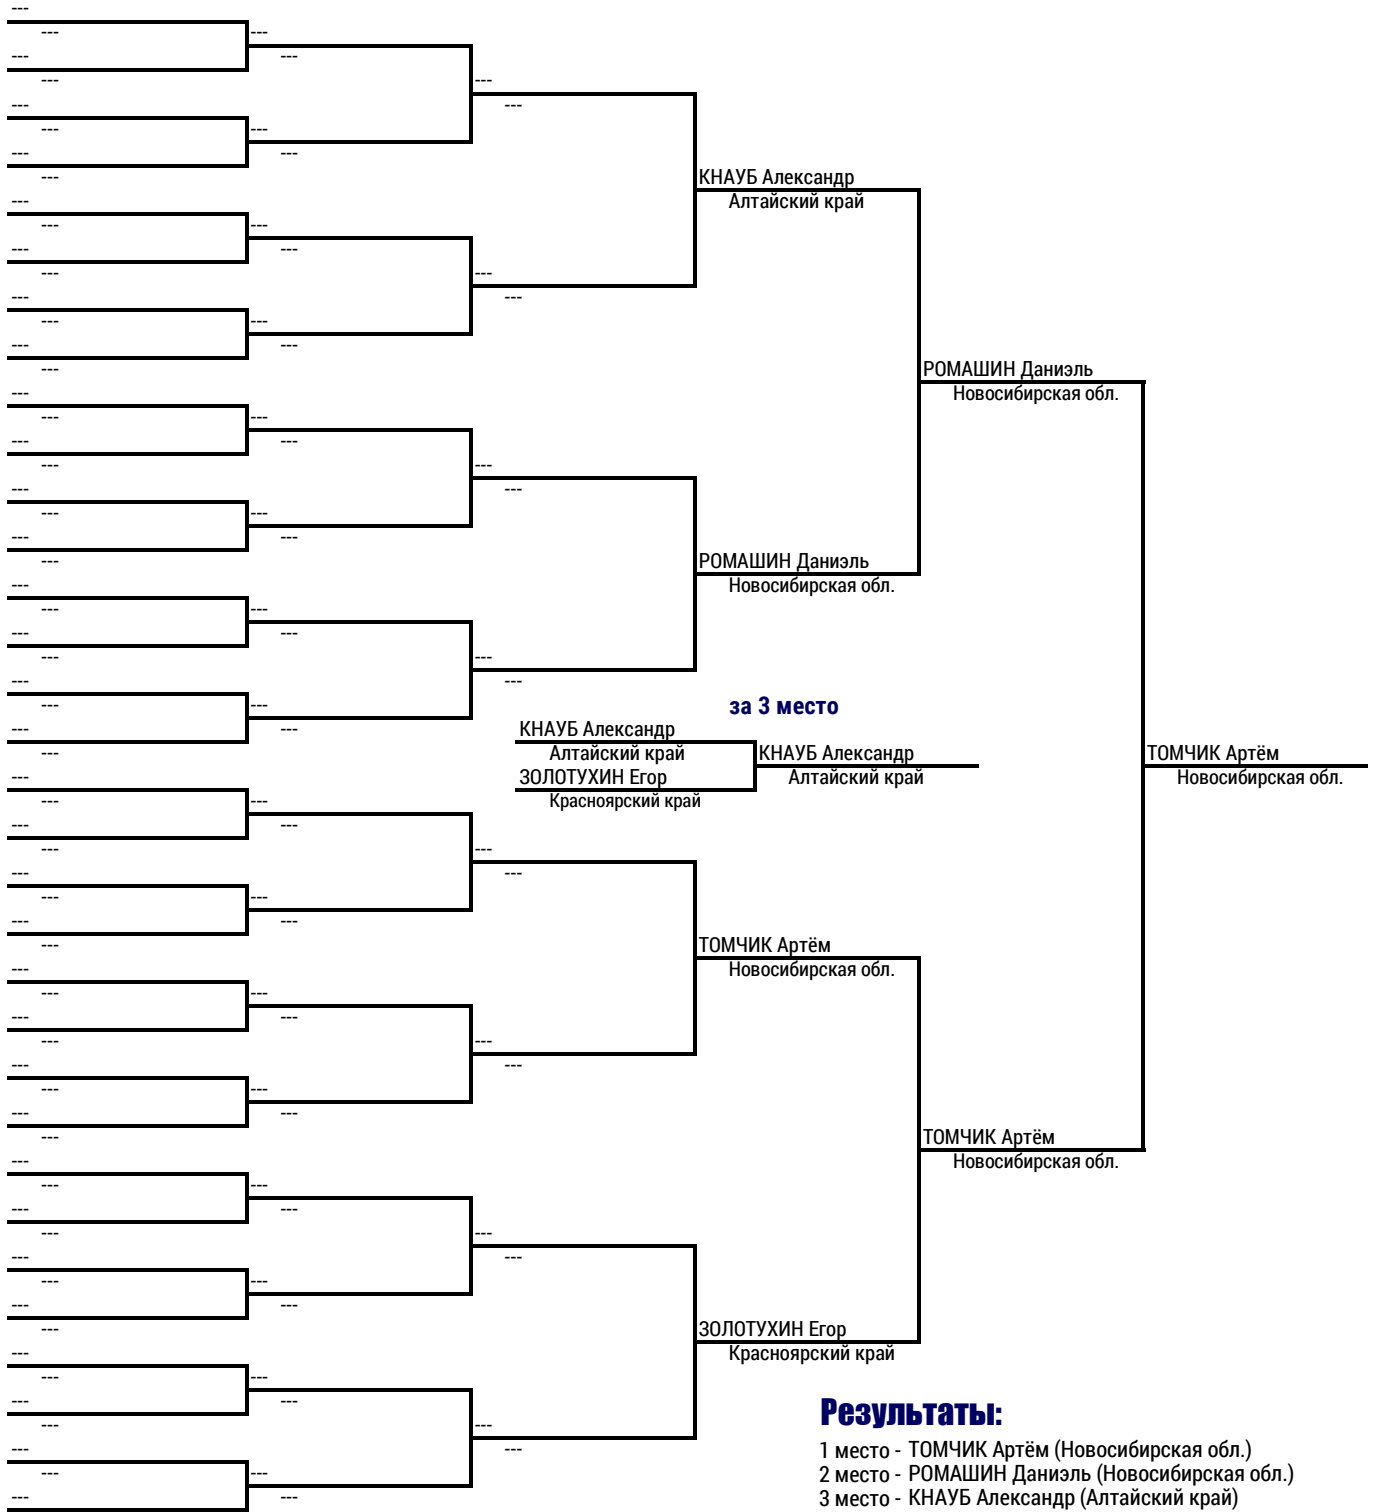 КНАУБ Александр
Алтайский край
РОМАШИН Даниэль
Новосибирская обл.
РОМАШИН Даниэль
Новосибирская обл.
за 3 место
КНАУБ Александр
Алтайский край
ЗОЛОТУХИН Егор
Красноярский край
КНАУБ Александр
Алтайский край
ТОМЧИК Артём
Новосибирская обл.
ТОМЧИК Артём
Новосибирская обл.
ТОМЧИК Артём
Новосибирская обл.
ЗОЛОТУХИН Егор
Красноярский край
Результаты:
1 место - ТОМЧИК Артём (Новосибирская обл.)
2 место - РОМАШИН Даниэль (Новосибирская обл.)
3 место - КНАУБ Александр (Алтайский край)